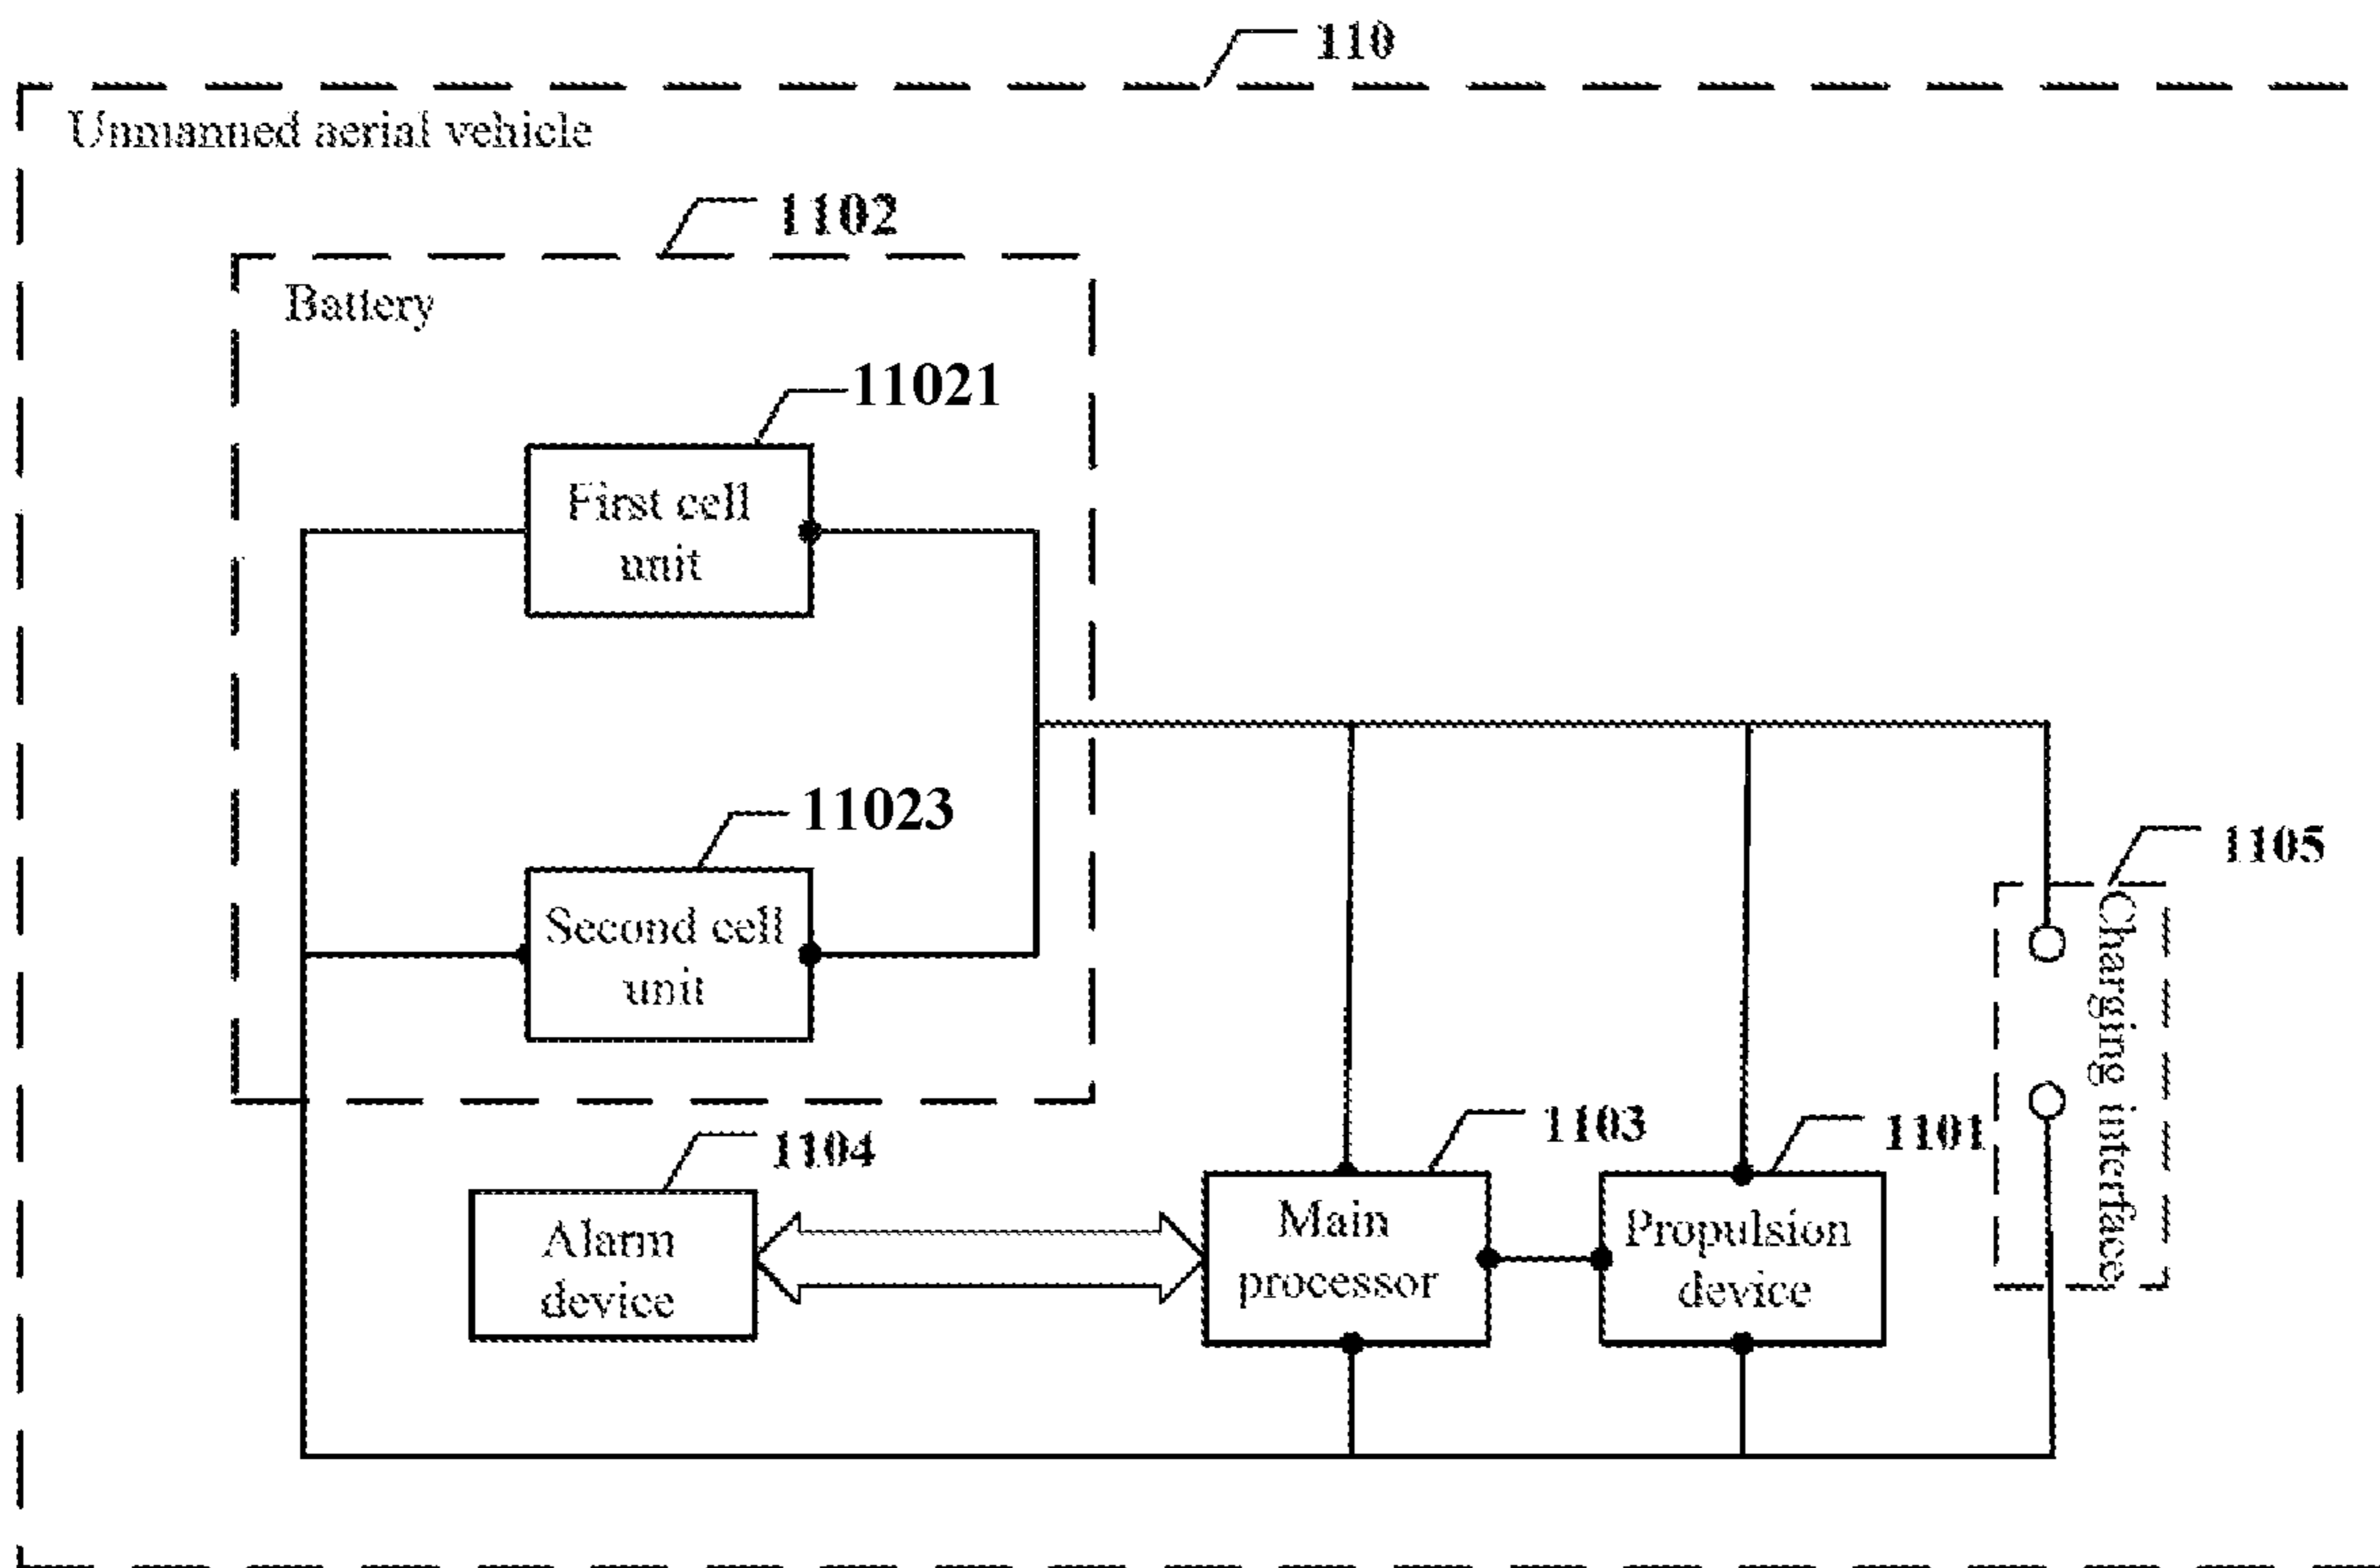 110
Unmanned aerial vehicle
1102
Battery
11021
First cell
unit
11023
Second cell
unit
1105
Charging interface
1104
Alarm
device
1103
Main
processor
1101
Propulsion
device